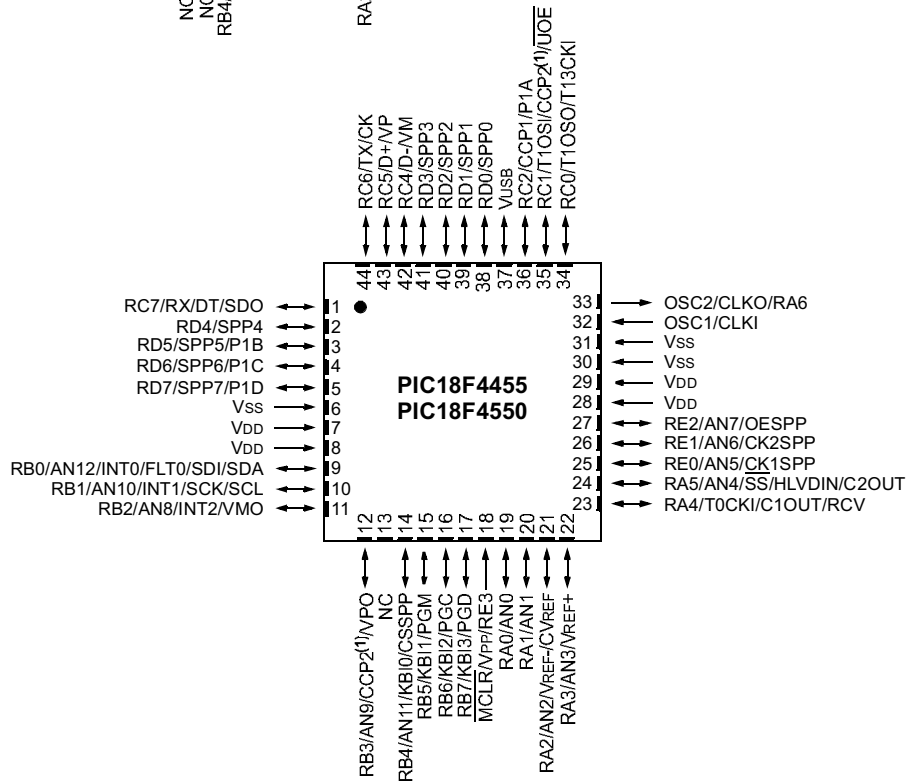 NC
NC
RB4/
RA
RC6/TX/CK
RC5/D+/VP
RC4/D-/VM
RD3/SPP3
RD2/SPP2
RD1/SPP1
RD0/SPP0
VUSB
RC2/CCP1/P1A
RC1/T1OSI/CCP2(1)/UOE
RC0/T1OSO/T13CKI
44
43
42
41
40
39
38
37
36
35
34
RC7/RX/DT/SDO 1
RD4/SPP4 2
RD5/SPP5/P1B 3
RD6/SPP6/P1C 4
RD7/SPP7/P1D 5
VSS 6
VDD 7
VDD 8
RB0/AN12/INT0/FLT0/SDI/SDA 9
RB1/AN10/INT1/SCK/SCL 10
RB2/AN8/INT2/VMO 11
PIC18F4455
PIC18F4550
33 OSC2/CLKO/RA6
32 OSC1/CLKI
31 VSS
30 VSS
29 VDD
28 VDD
27 RE2/AN7/OESPP
26 RE1/AN6/CK2SPP
25 RE0/AN5/CK1SPP
24 RA5/AN4/SS/HLVDIN/C2OUT
23 RA4/T0CKI/C1OUT/RCV
12
13
14
15
16
17
18
19
20
21
22
RB3/AN9/CCP2(1)/VPO
NC
RB4/AN11/KBI0/CSSPP
RB5/KBI1/PGM
RB6/KBI2/PGC
RB7/KBI3/PGD
MCLR/VPP/RE3
RA0/AN0
RA1/AN1
RA2/AN2/VREF-/CVREF
RA3/AN3/VREF+